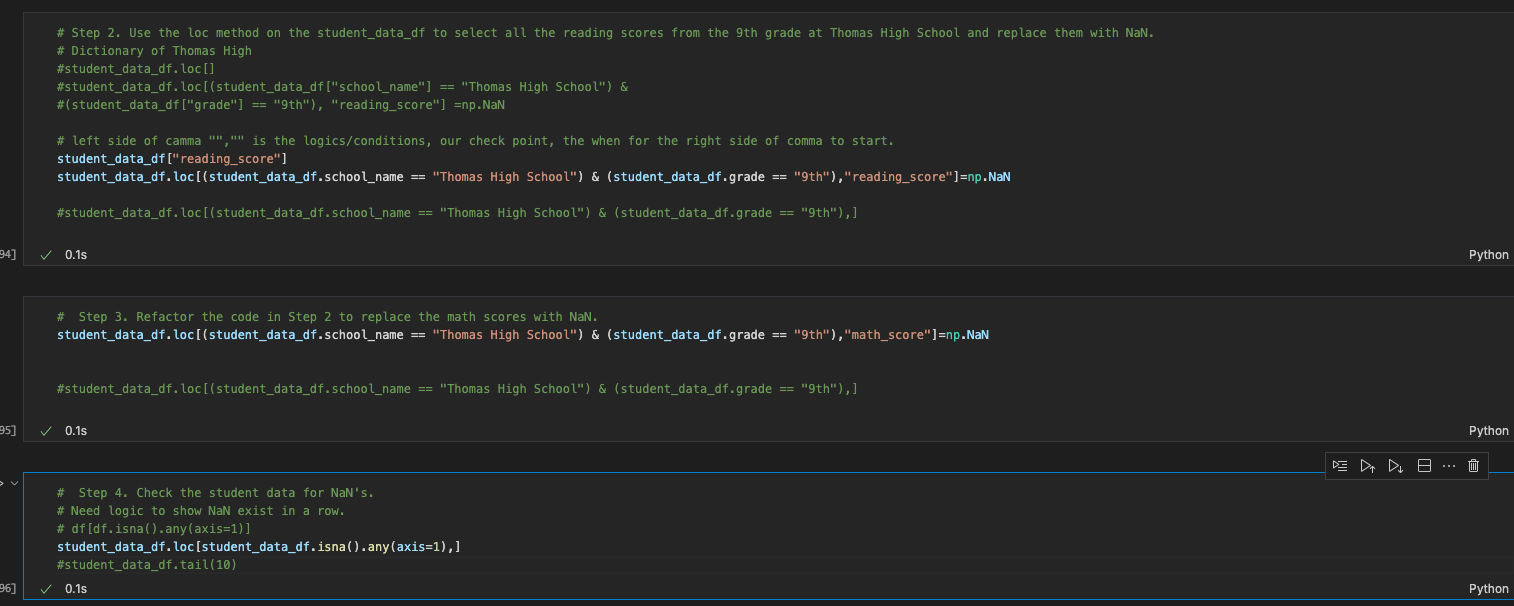 # Step 2. Use the loc method on the student_data_df to select all the reading scores from the 9th grade at Thomas High School and replace them with NaN.
# Dictionary of Thomas High
#student_data_df.loc[]
#student_data_df.loc[(student_data_df["school_name"] == "Thomas High School") &
#(student_data_df["grade"] == "9th"), "reading_score"] =np.NaN
# left side of camma "","" is the logics/conditions, our check point, the when for the right side of comma to start.
student_data_df["reading_score"]
student_data_df.loc[(student_data_df.school_name == "Thomas High School") & (student_data_df.grade == "9th"),"reading_score"]=np.NaN
#student_data_df.loc[(student_data_df.school_name == "Thomas High School") & (student_data_df.grade == "9th"),]
94]
0.1s
Python
#  Step 3. Refactor the code in Step 2 to replace the math scores with NaN.
student_data_df.loc[(student_data_df.school_name == "Thomas High School") & (student_data_df.grade == "9th"),"math_score"]=np.NaN
#student_data_df.loc[(student_data_df.school_name == "Thomas High School") & (student_data_df.grade == "9th"),]
95]
0.1s
Python
#  Step 4. Check the student data for NaN's.
# Need logic to show NaN exist in a row.
# df[df.isna().any(axis=1)]
student_data_df.loc[student_data_df.isna().any(axis=1),]
#student_data_df.tail(10)
96]
0.1s
Python